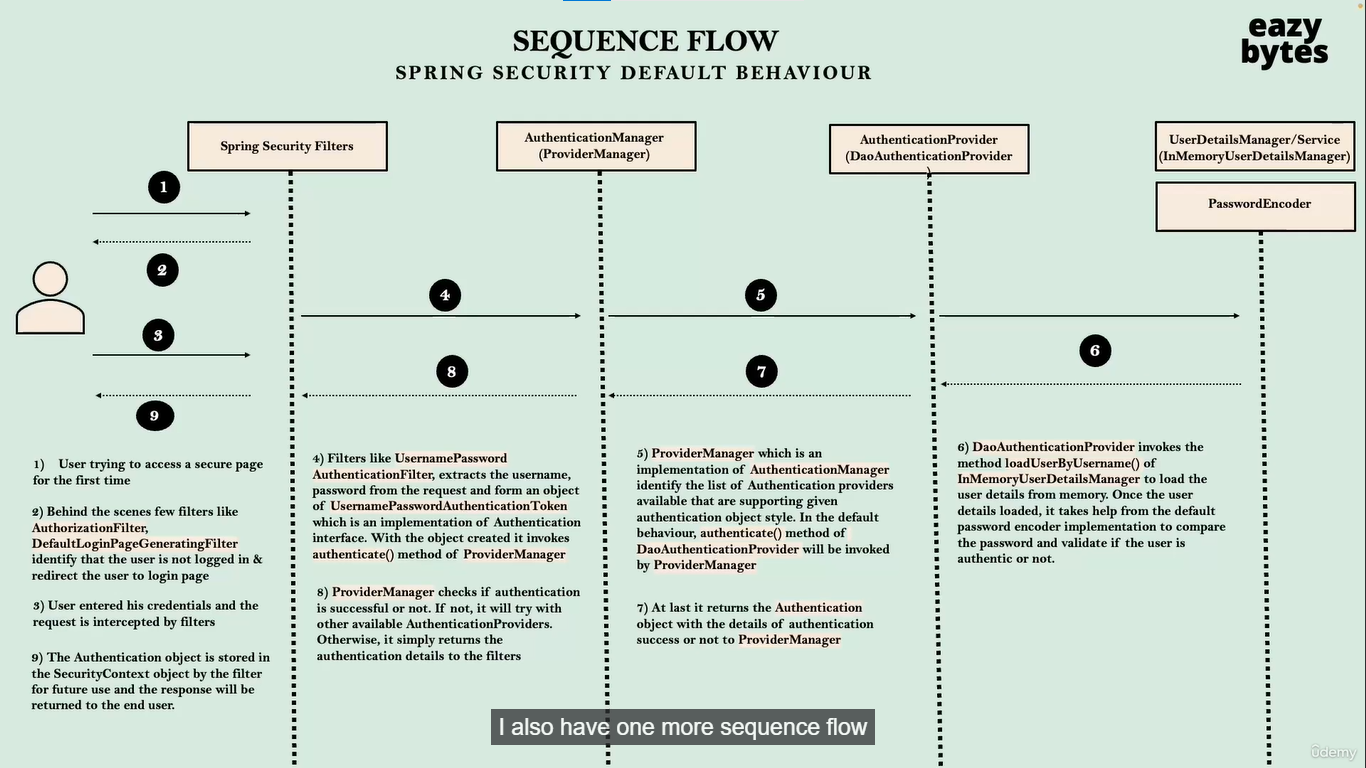 SEQUENCE FLOW
SPRING SECURITY DEFAULT BEHAVIOUR
eazy
bytes
Spring Security Filters
AuthenticationManager
(ProviderManager)
AuthenticationProvider
(DaoAuthenticationProvider
)
UserDetailsManager/Service
(InMemoryUserDetailsManager)
PasswordEncoder
1
2
3
9
4
8
5
7
6
1) User trying to access a secure page
for the first time
2) Behind the scenes few filters like
AuthorizationFilter,
DefaultLoginPageGeneratingFilter
identify that the user is not logged in &
redirect the user to login page
3) User entered his credentials and the
request is intercepted by filters
9) The Authentication object is stored in
the SecurityContext object by the filter
for future use and the response will be
returned to the end user.
4) Filters like UsernamePassword
AuthenticationFilter, extracts the username,
password from the request and form an object
of UsernamePasswordAuthenticationToken
which is an implementation of Authentication
interface. With the object created it invokes
authenticate() method of ProviderManager
8) ProviderManager checks if authentication
is successful or not. If not, it will try with
other available AuthenticationProviders.
Otherwise, it simply returns the
authentication details to the filters
5) ProviderManager which is an
implementation of AuthenticationManager
identify the list of Authentication providers
available that are supporting given
authentication object style. In the default
behaviour, authenticate() method of
DaoAuthenticationProvider will be invoked
by ProviderManager
7) At last it returns the Authentication
object with the details of authentication
success or not to ProviderManager
6) DaoAuthenticationProvider invokes the
method loadUserByUsername() of
InMemoryUserDetailsManager to load the
user details from memory. Once the user
details loaded, it takes help from the default
password encoder implementation to compare
the password and validate if the user is
authentic or not.
I also have one more sequence flow
ûdemy